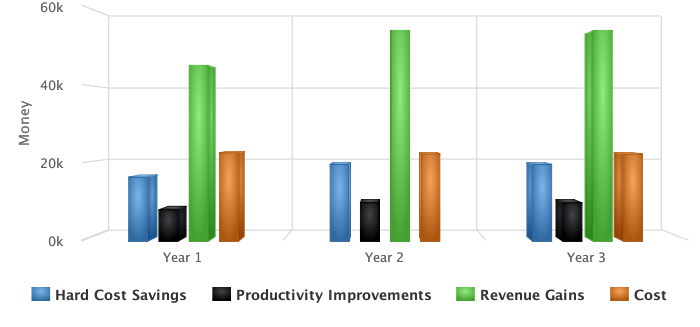 60k
40k
20k
0k
Money
Year 1 Year 2 Year 3
Hard Cost Savings Productivity Improvements Revenue Gains Cost